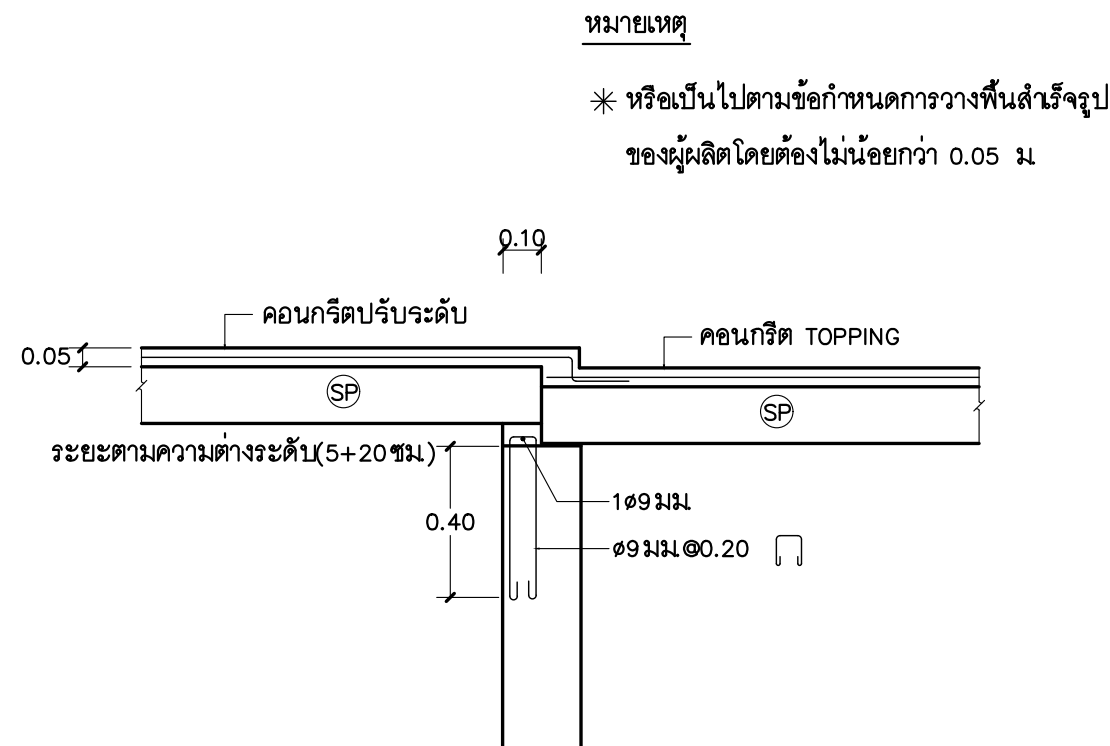 หมายเหตุ
✳ หรือเป็นไปตามข้อกำหนดการวางพื้นสำเร็จรูป
ของผู้ผลิตโดยต้องไม่น้อยกว่า 0.05 ม.
0.10
คอนกรีตปรับระดับ
คอนกรีต TOPPING
0.05
SP
SP
ระยะตามความต่างระดับ(5+20ซม.)
1ø9มม.
0.40
ø9มม.@0.20